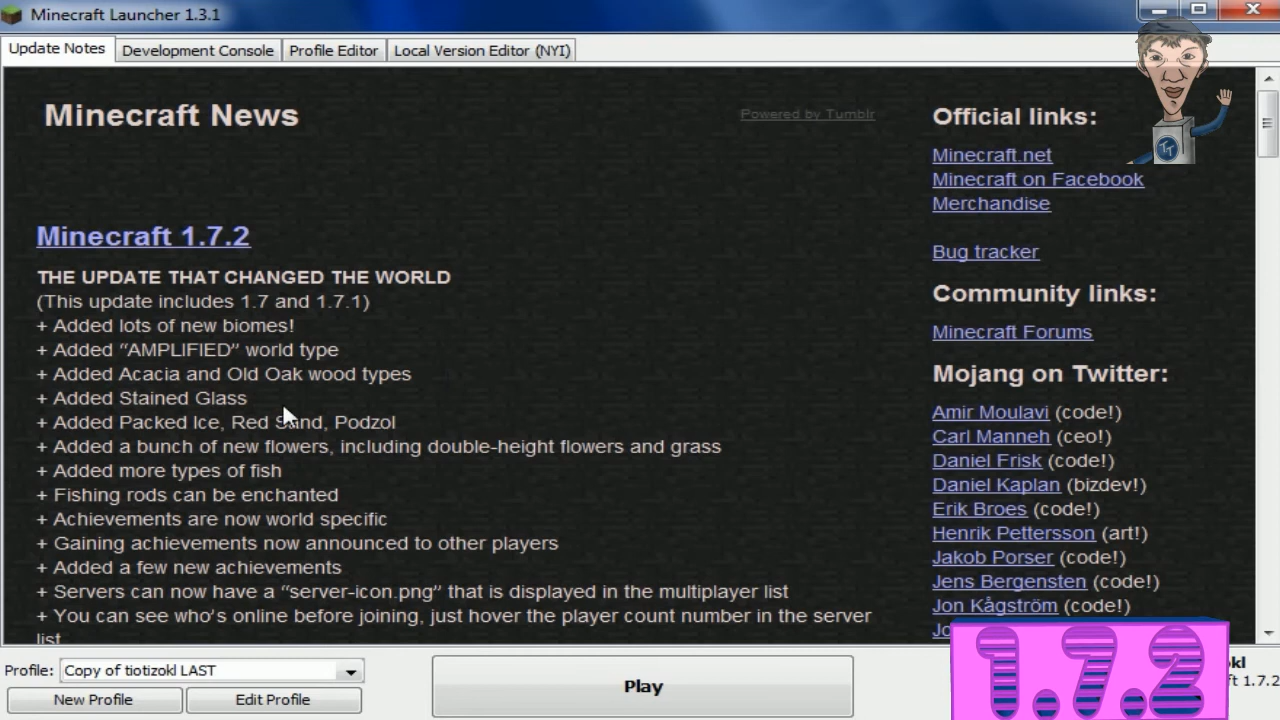 Minecraft Launcher 1.3.1
Update Notes
Development Console
Profile Editor
Local Version Editor (NYI)
Minecraft News
Powered by Tumblr
Minecraft 1.7.2
THE UPDATE THAT CHANGED THE WORLD
(This update includes 1.7 and 1.7.1)
+ Added lots of new biomes!
+ Added “AMPLIFIED” world type
+ Added Acacia and Old Oak wood types
+ Added Stained Glass
+ Added Packed Ice, Red Sand, Podzol
+ Added a bunch of new flowers, including double-height flowers and grass
+ Added more types of fish
+ Fishing rods can be enchanted
+ Achievements are now world specific
+ Gaining achievements now announced to other players
+ Added a few new achievements
+ Servers can now have a “server-icon.png” that is displayed in the multiplayer list
+ You can see who’s online before joining, just hover the player count number in the server
list
Official links:
Minecraft.net
Minecraft on Facebook
Merchandise
Bug tracker
Community links:
Minecraft Forums
Mojang on Twitter:
Amir Moulavi (code!)
Carl Manneh (ceo!)
Daniel Frisk (code!)
Daniel Kaplan (bizdev!)
Erik Broes (code!)
Henrik Pettersson (art!)
Jakob Porser (code!)
Jens Bergensten (code!)
Jon Kågström (code!)
TT
Profile:
Copy of tiotizokl LAST
New Profile
Edit Profile
Play
1.7.2
okl
ft 1.7.2